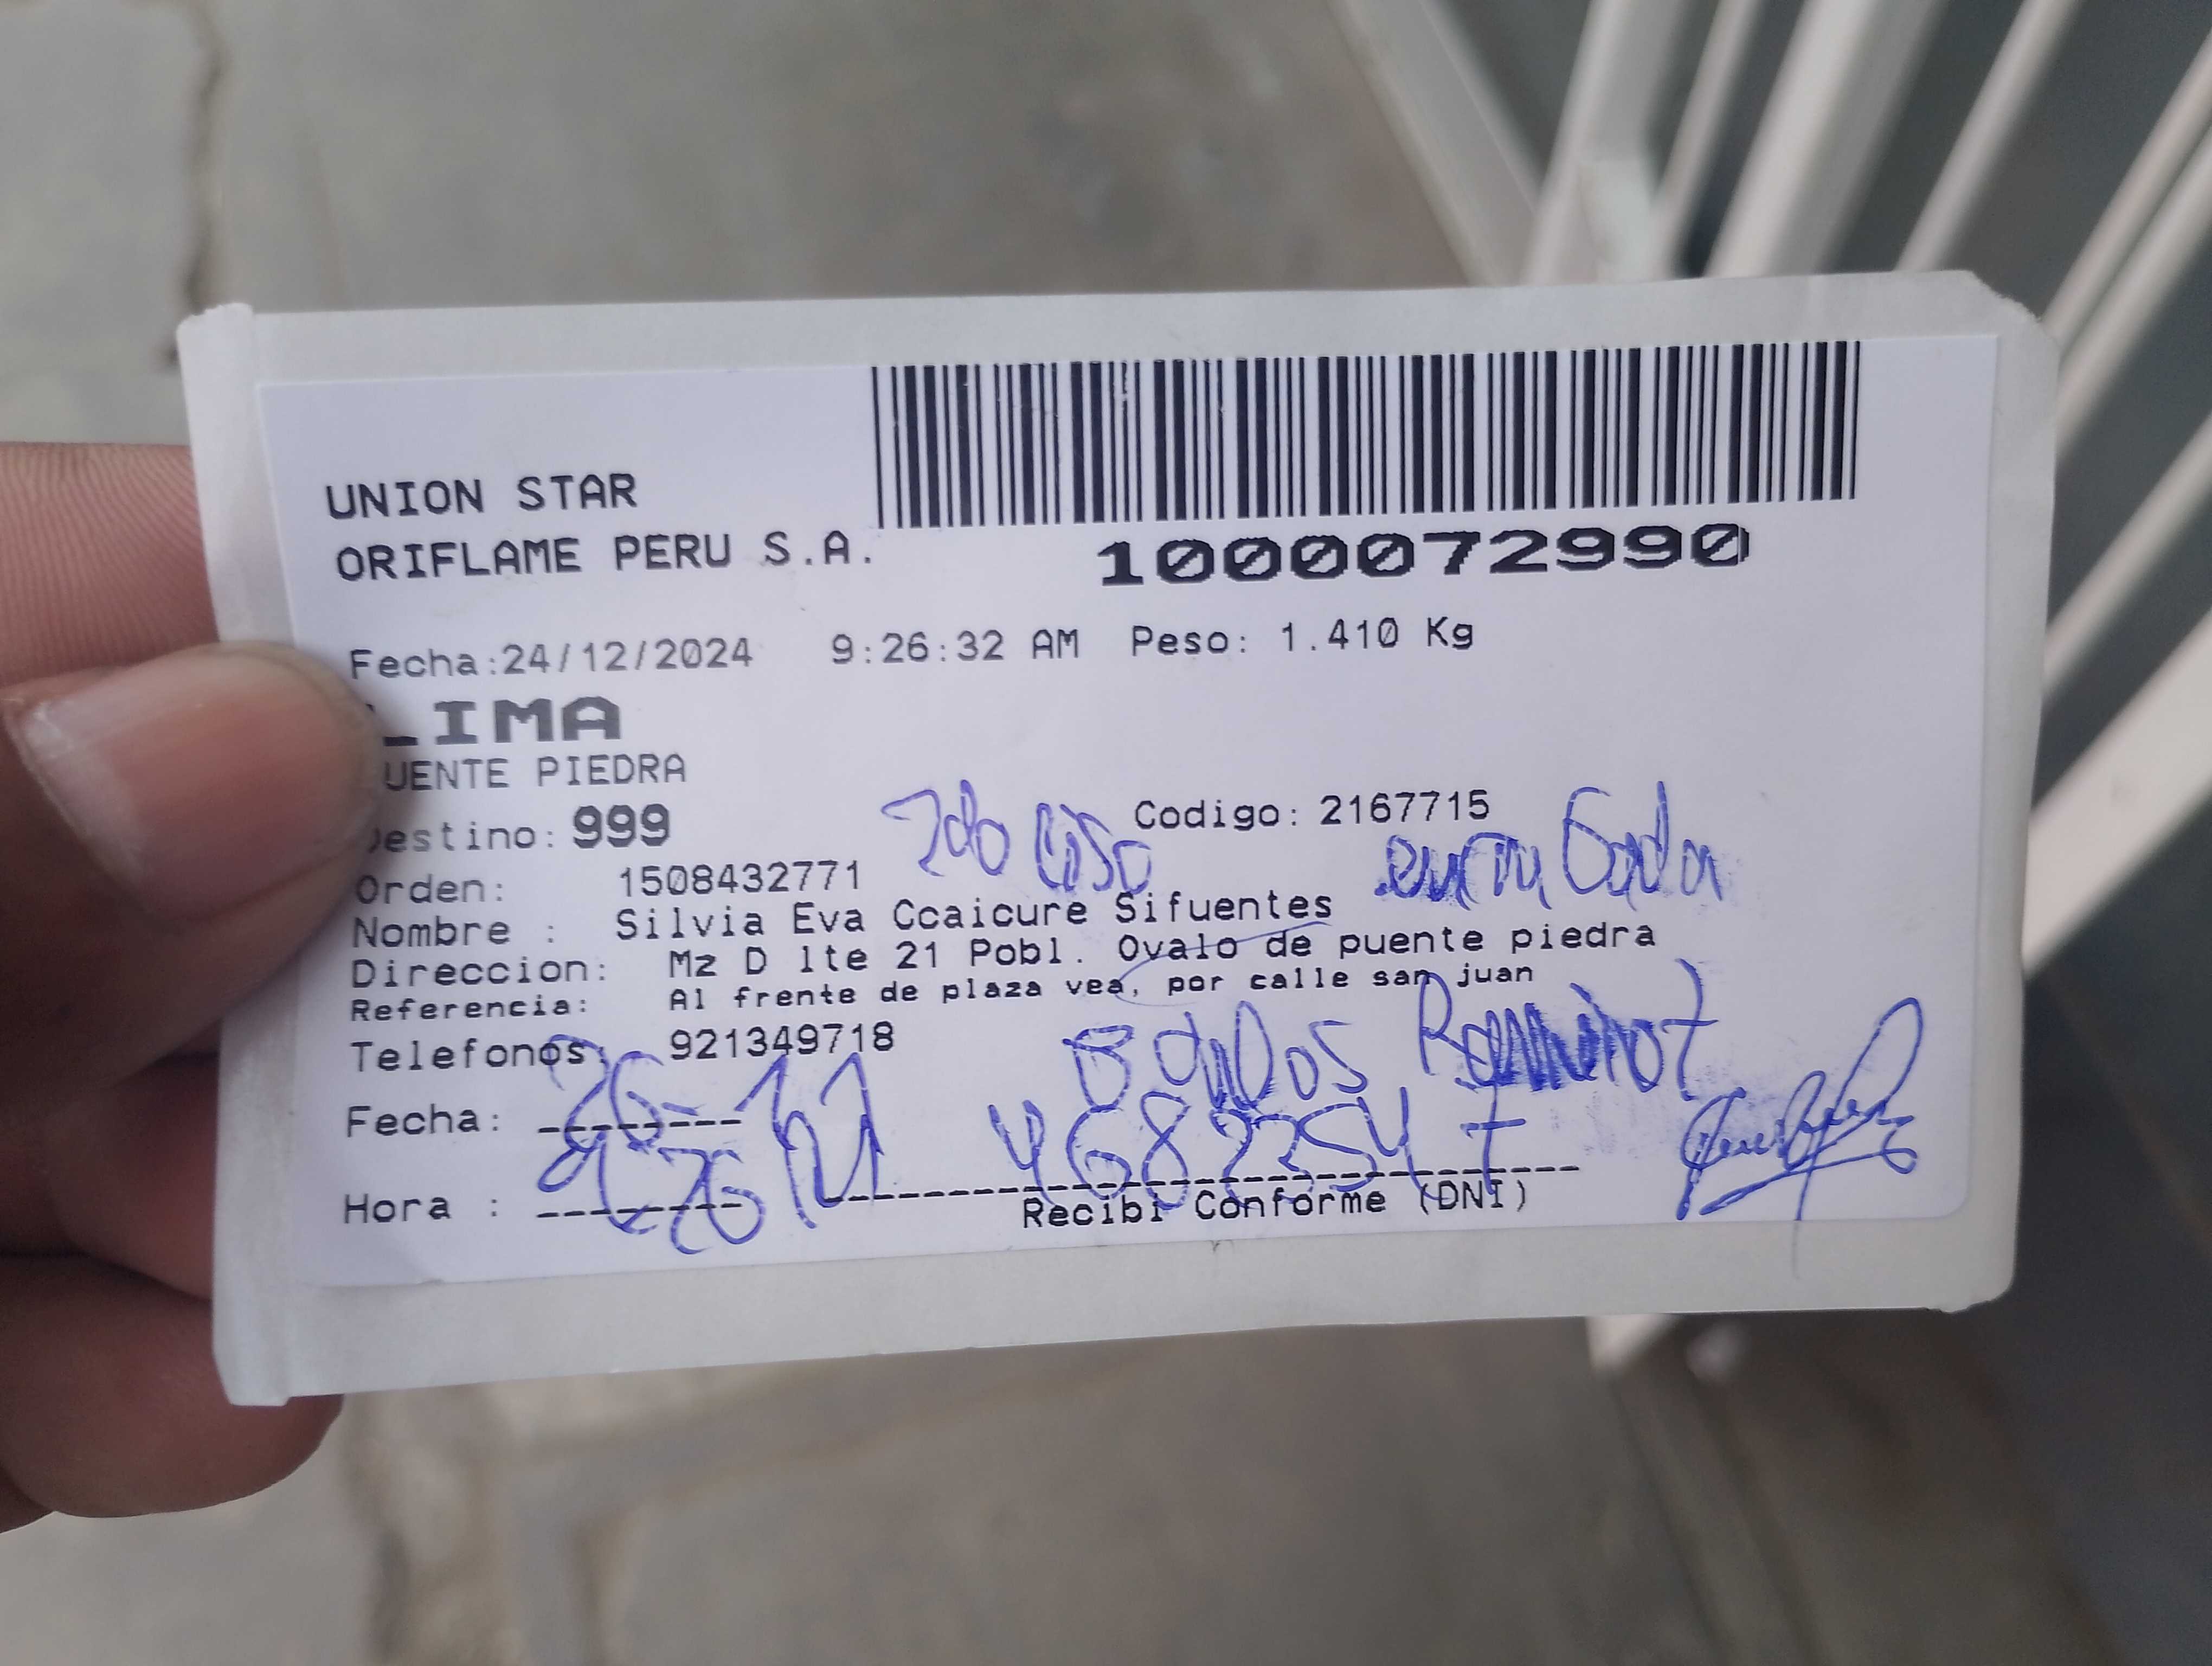 UNION STAR
ORIFLAME PERU S.A.
1000072990
Fecha:24/12/2024 9:26:32 AM Peso: 1.410 Kg
LIMA
UENTE PIEDRA
estino: 999
2do Piso Codigo: 2167715
Orden: 1508432771
Nombre : Silvia Eva Ccaicure Sifuentes
Direccion: Mz D lte 21 Pobl. Ovalo de puente piedra
Referencia: Al frente de plaza vea, por calle san juan
Telefonos: 921349718
Fecha: 26-12
Hora :
Recibi Conforme (DNI)